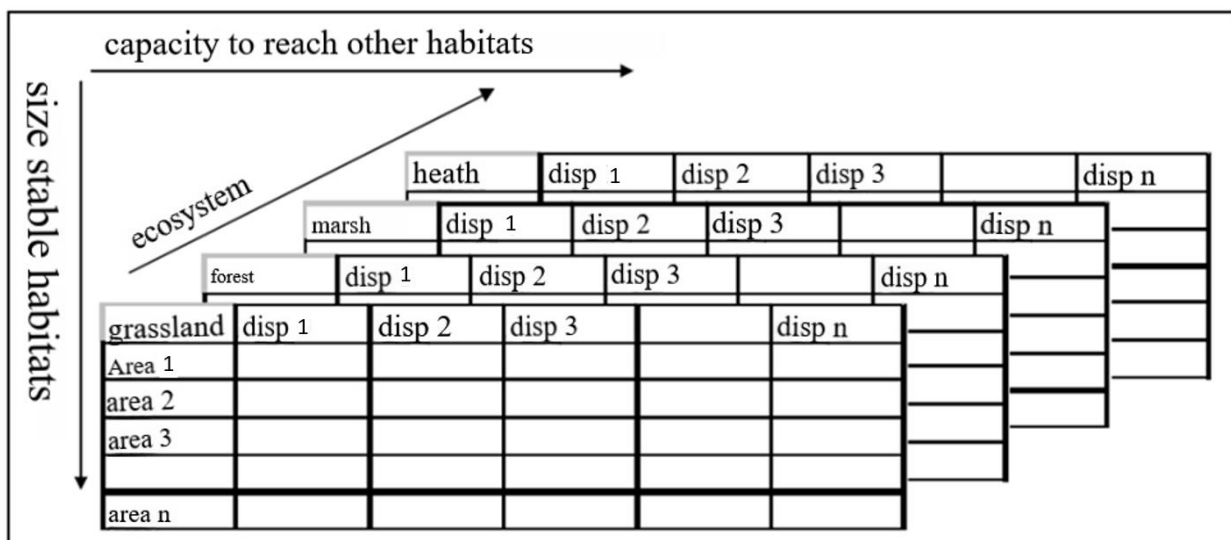 capacity to reach other habitats
size stable habitats
ecosystem
heath disp 1 disp 2 disp 3 disp n
marsh disp 1 disp 2 disp 3 disp n
forest disp 1 disp 2 disp 3 disp n
grassland disp 1 disp 2 disp 3 disp n
Area 1
area 2
area 3
area n